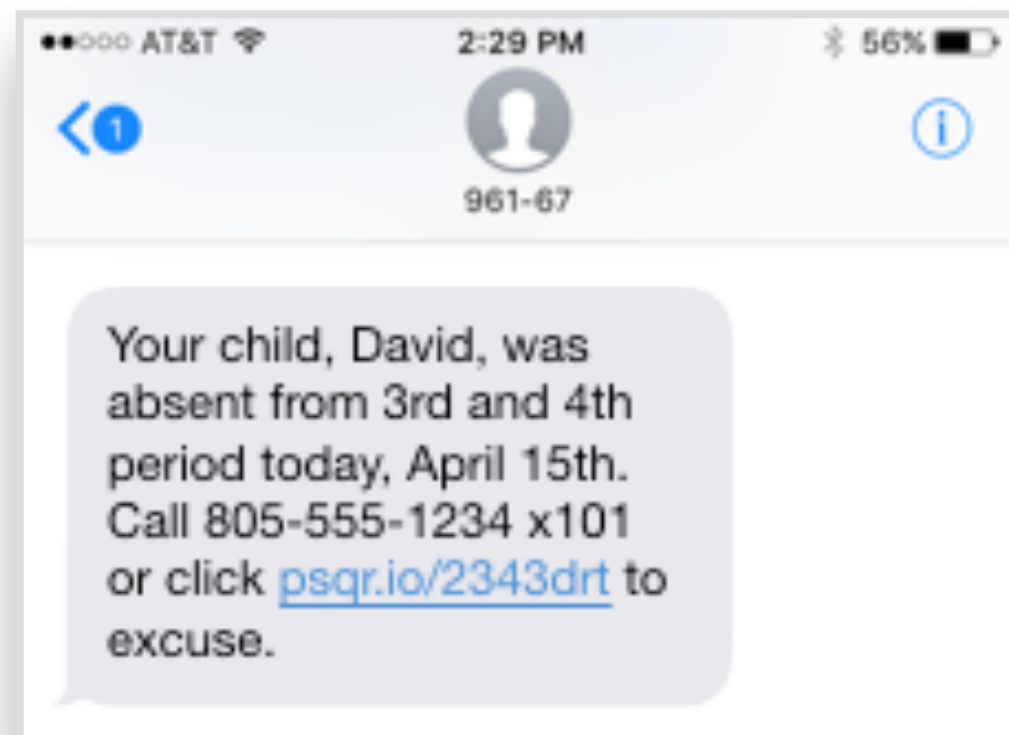 AT&T 2:29 PM 56%
1
961-67
Your child, David, was
absent from 3rd and 4th
period today, April 15th.
Call 805-555-1234 x101
or click psqr.io/2343drt to
excuse.